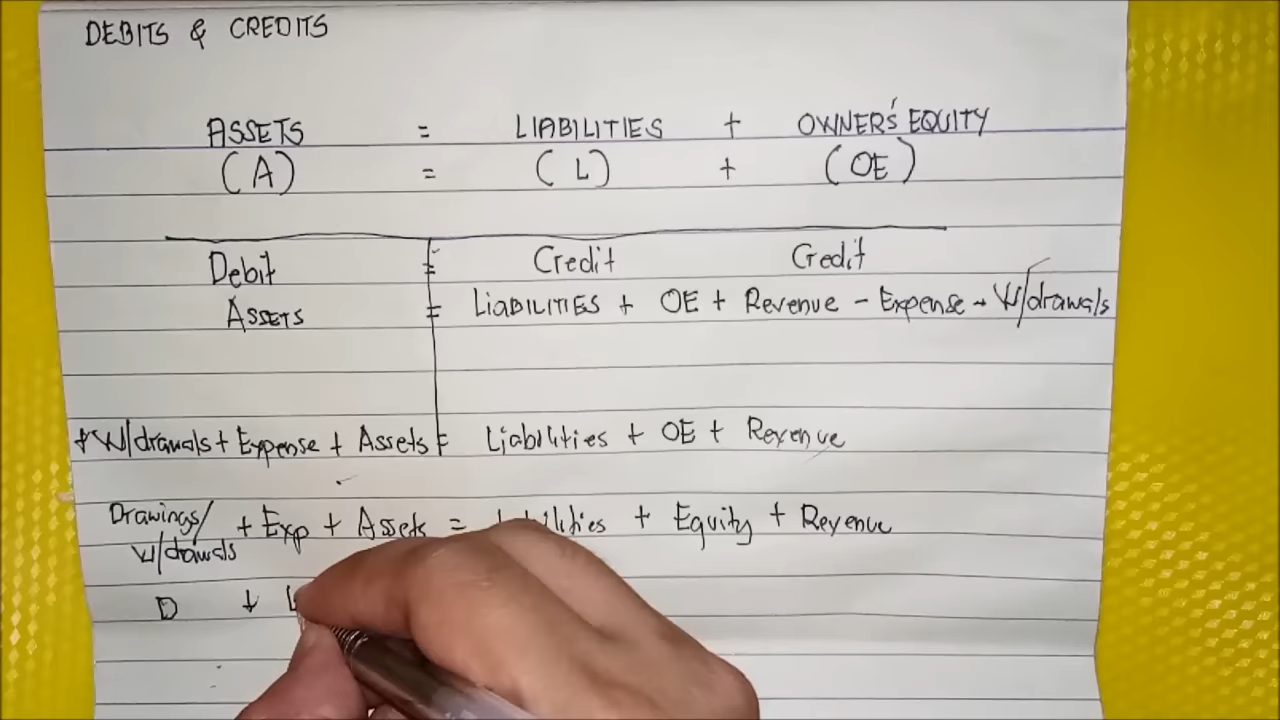 DEBITS & CREDITS
ASSETS = LIABILITIES + OWNER'S EQUITY
(A) = (L) + (OE)
Debit = Credit Credit
ASSETS = LIABILITIES + OE + Revenue - Expense - W/drawals
+ W/drawals + Expense + Assets = Liabilities + OE + Revenue
Drawings/ + Exp + Assets = + Equity + Revenue
W/drawals
D +